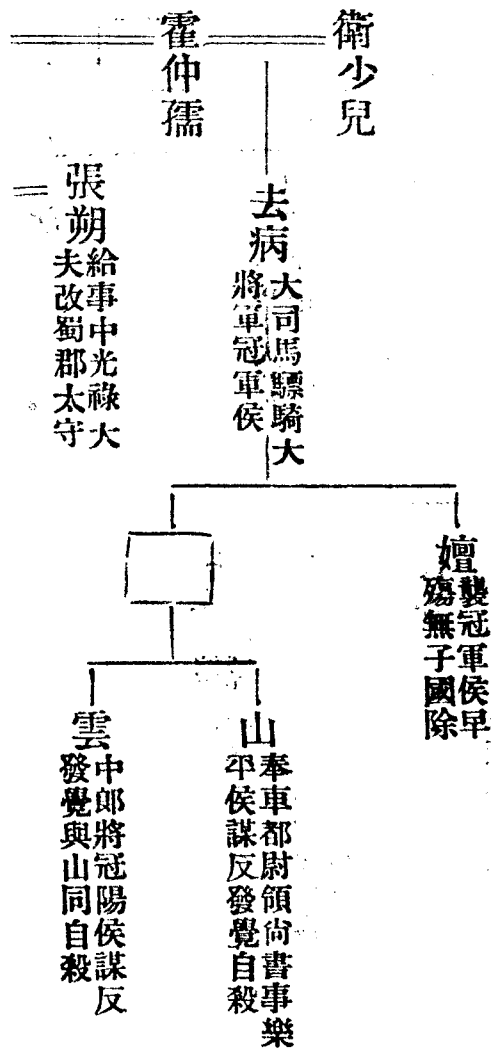 衛少兒
霍仲孺
去病
大司馬驃騎大
將軍冠軍侯
張朔
給事中光祿大
夫改蜀郡太守
嬗
襲冠軍侯早
殤無子國除
山
奉車都尉領尙書事樂
平侯謀反發覺自殺
雲
中郎將冠陽侯謀反
發覺與山同自殺